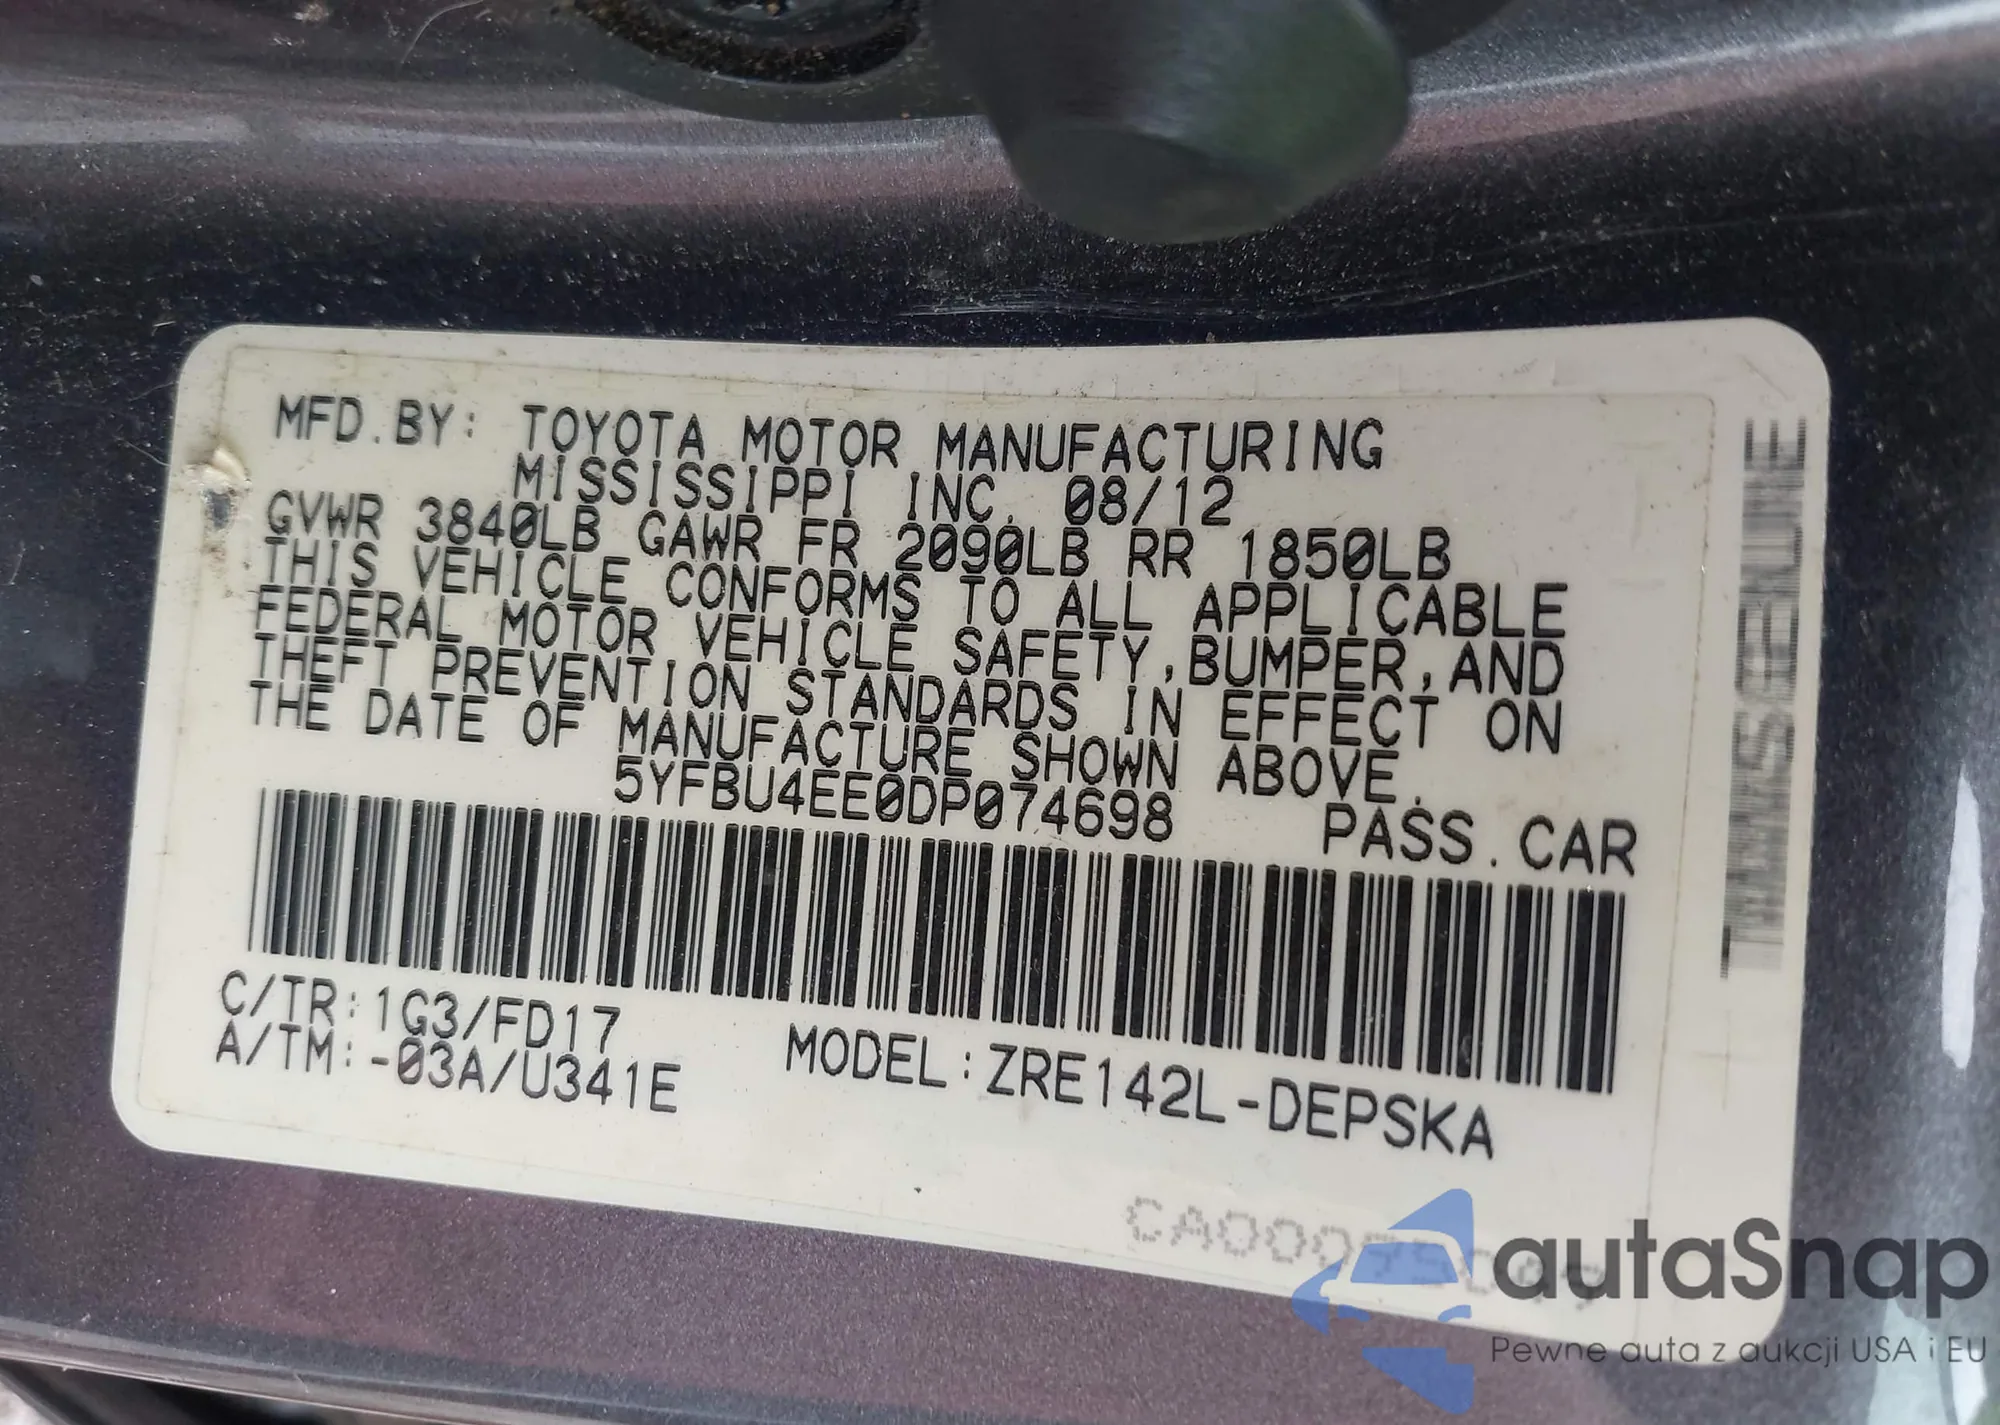 MFD.BY: TOYOTA MOTOR MANUFACTURING
MISSISSIPPI INC. 08/12
GVWR 3840LB GAWR FR 2090LB RR 1850LB
THIS VEHICLE CONFORMS TO ALL APPLICABLE
FEDERAL MOTOR VEHICLE SAFETY,BUMPER,AND
THEFT PREVENTION STANDARDS IN EFFECT ON
THE DATE OF MANUFACTURE SHOWN ABOVE.
5YFBU4EE0DP074698
PASS.CAR
C/TR:1G3/FD17
A/TM:-03A/U341E
MODEL:ZRE142L-DEPSKA
autaSnap
Pewne auta z aukcji USA i EU